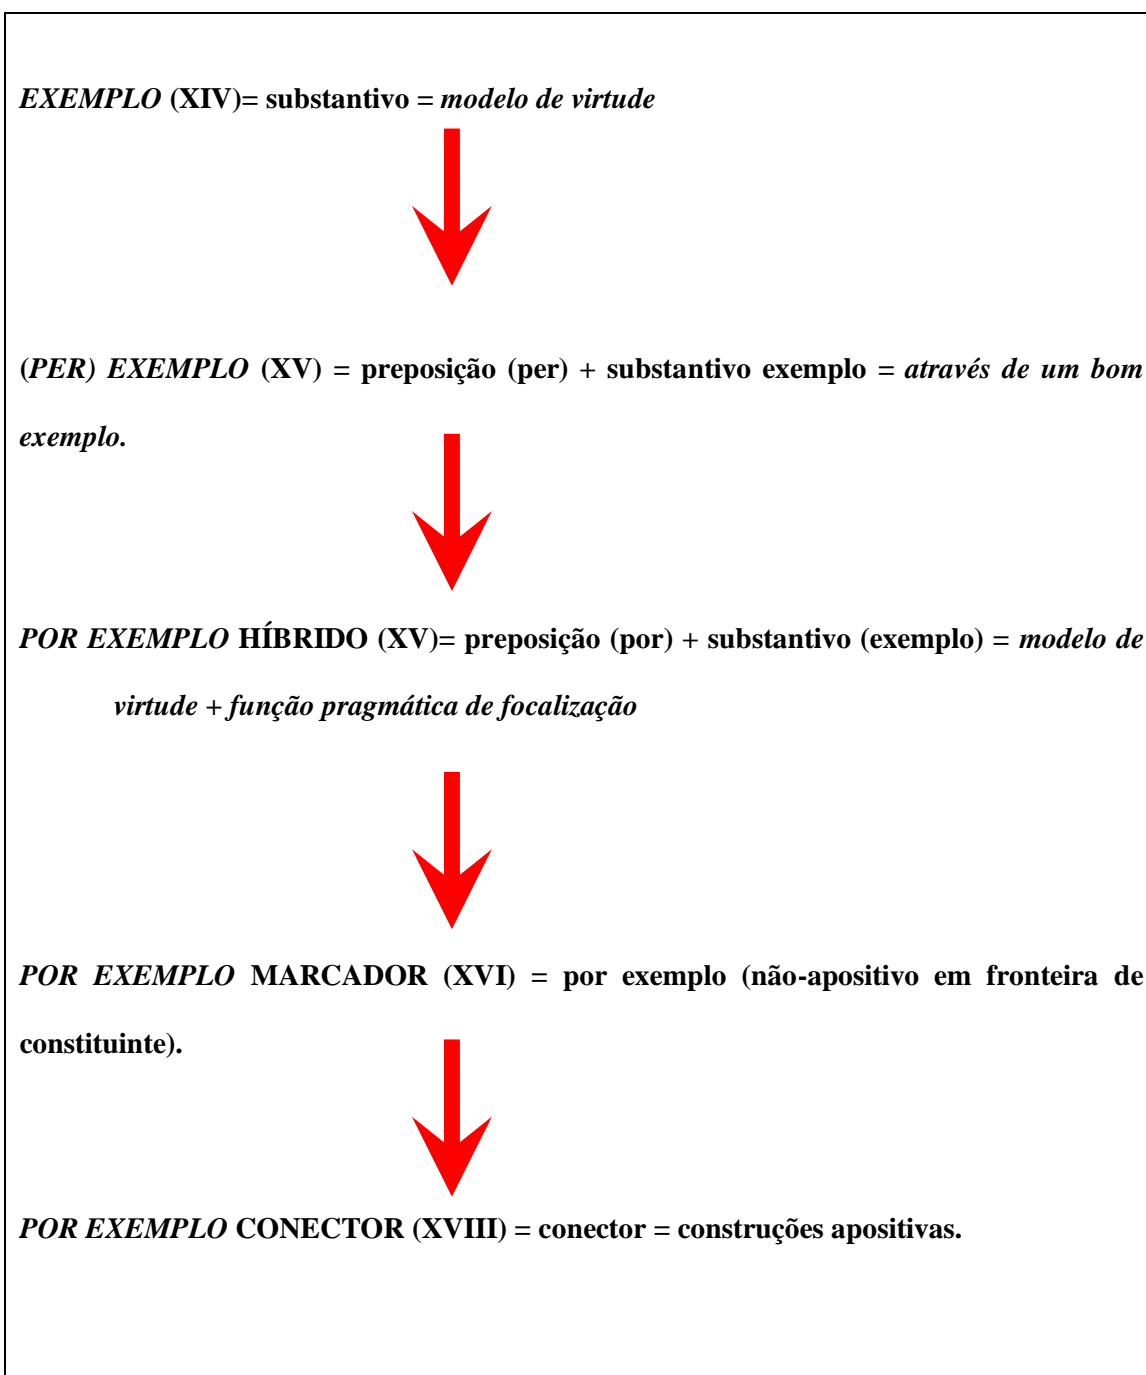 EXEMPLO (XIV)= substantivo = modelo de virtude
(PER) EXEMPLO (XV) = preposição (per) + substantivo exemplo = através de um bom
exemplo.
POR EXEMPLO HÍBRIDO (XV)= preposição (por) + substantivo (exemplo) = modelo de
virtude + função pragmática de focalização
POR EXEMPLO MARCADOR (XVI) = por exemplo (não-apositivo em fronteira de
constituinte).
POR EXEMPLO CONECTOR (XVIII) = conector = construções apositivas.